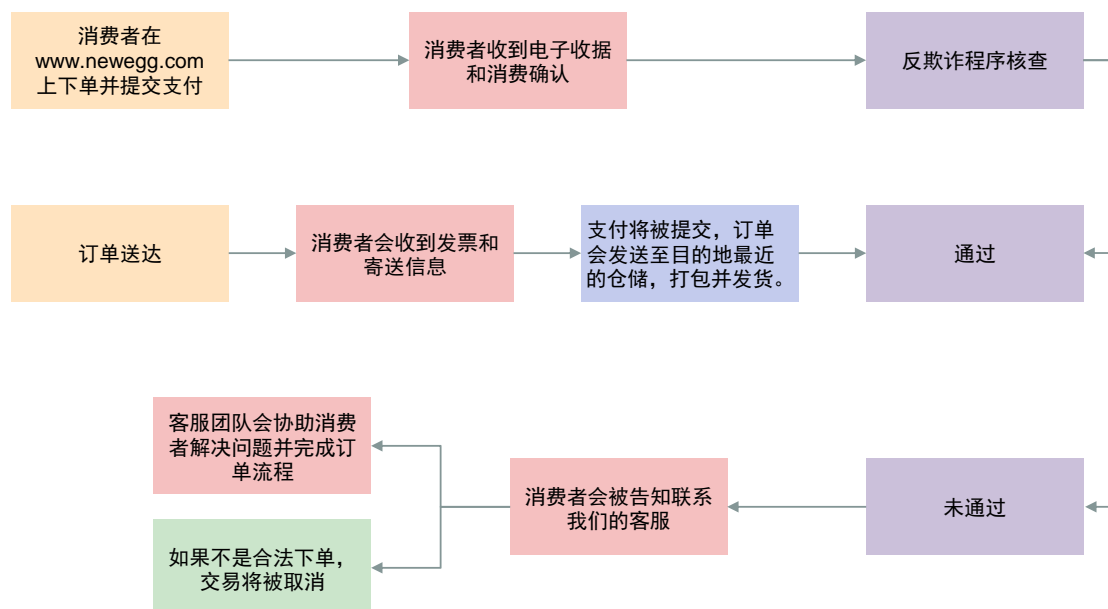 消费者在
www.newegg.com
上下单并提交支付
消费者收到电子收据
和消费确认
反欺诈程序核查
订单送达
消费者会收到发票和
寄送信息
支付将被提交，订单
会发送至目的地最近
的仓储，打包并发货。
通过
客服团队会协助消费
者解决问题并完成订
单流程
消费者会被告知联系
我们的客服
未通过
如果不是合法下单，
交易将被取消